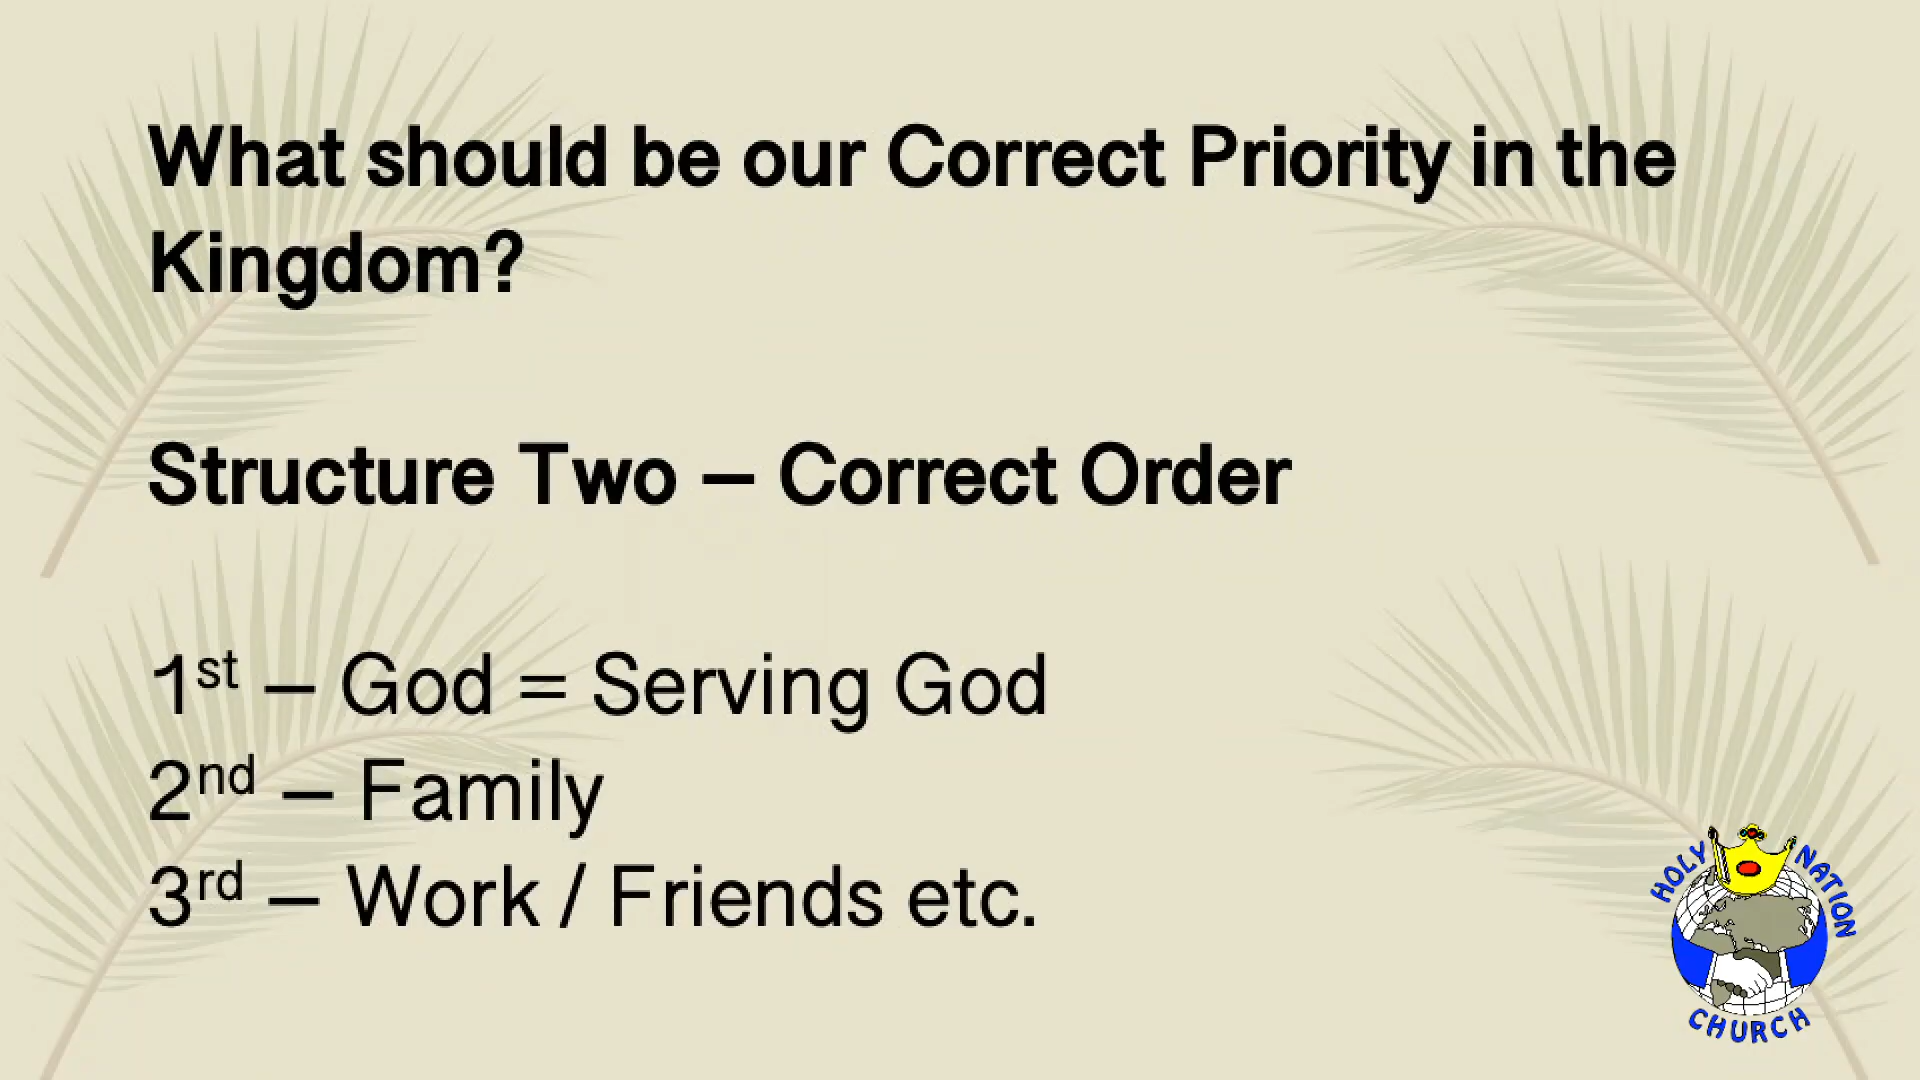 What should be our Correct Priority in the
Kingdom?
Structure Two – Correct Order
1st – God = Serving God
2nd – Family
3rd – Work / Friends etc.
HOLY NATION
CHURCH